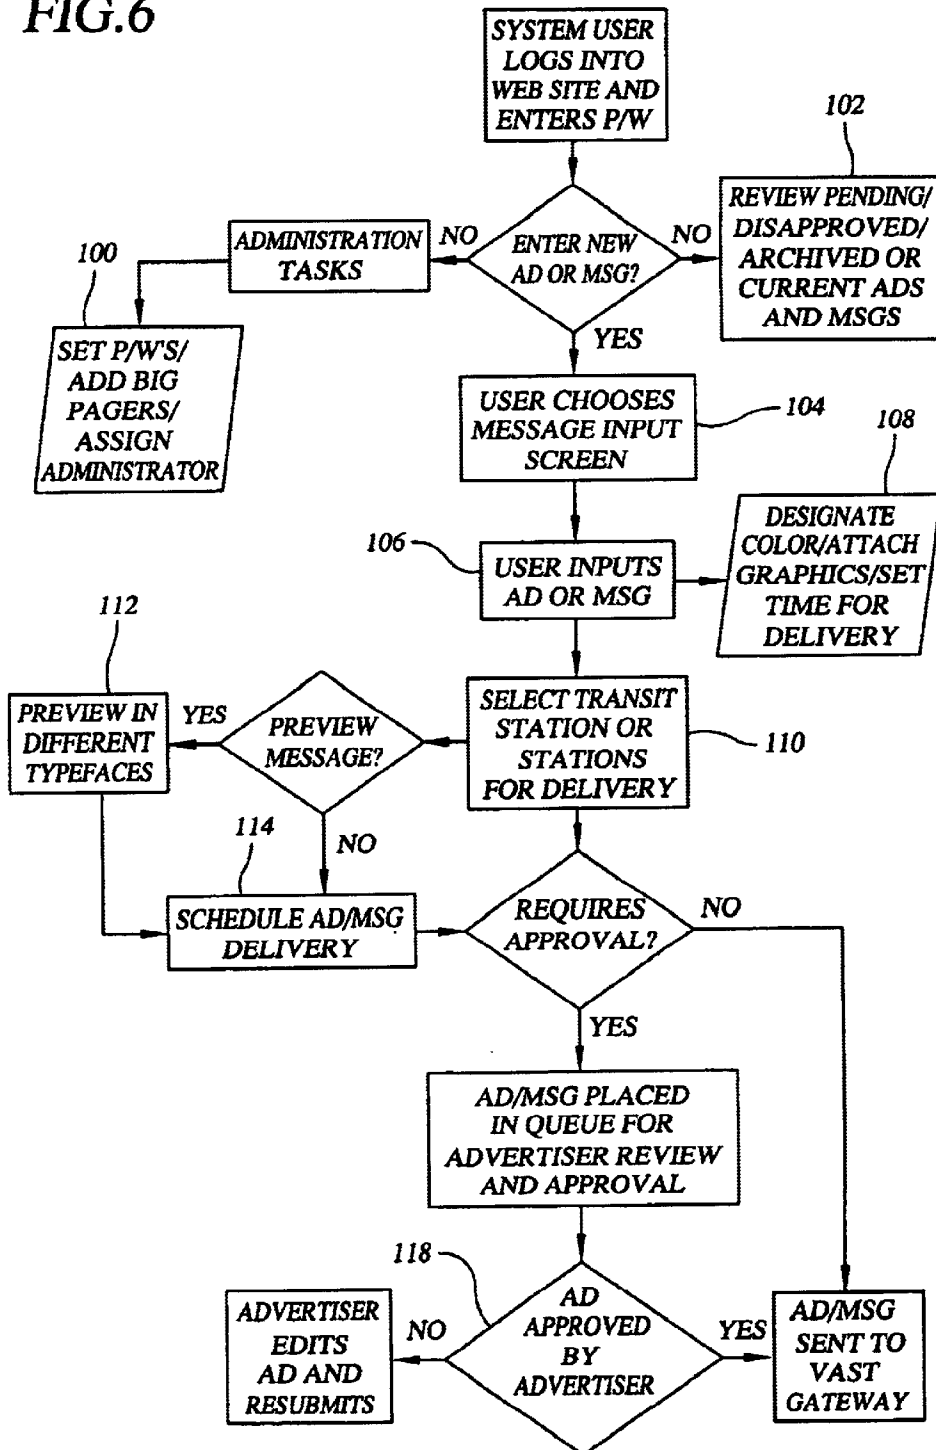 FIG.6
SYSTEM USER
LOGS INTO
WEB SITE AND
ENTERS P/W
102
REVIEW PENDING/
DISAPPROVED/
ARCHIVED OR
CURRENT ADS
AND MSGS
ADMINISTRATION
TASKS
NO
ENTER NEW
AD OR MSG?
NO
100
YES
SET P/W'S/
ADD BIG
PAGERS/
ASSIGN
ADMINISTRATOR
USER CHOOSES
MESSAGE INPUT
SCREEN
104
108
DESIGNATE
COLOR/ATTACH
GRAPHICS/SET
TIME FOR
DELIVERY
106
USER INPUTS
AD OR MSG
112
PREVIEW IN
DIFFERENT
TYPEFACES
YES
PREVIEW
MESSAGE?
SELECT TRANSIT
STATION OR
STATIONS
FOR DELIVERY
110
114
NO
SCHEDULE AD/MSG
DELIVERY
REQUIRES
APPROVAL?
NO
YES
AD/MSG PLACED
IN QUEUE FOR
ADVERTISER REVIEW
AND APPROVAL
118
ADVERTISER
EDITS
AD AND
RESUBMITS
NO
AD
APPROVED
BY
ADVERTISER
YES
AD/MSG
SENT TO
VAST
GATEWAY